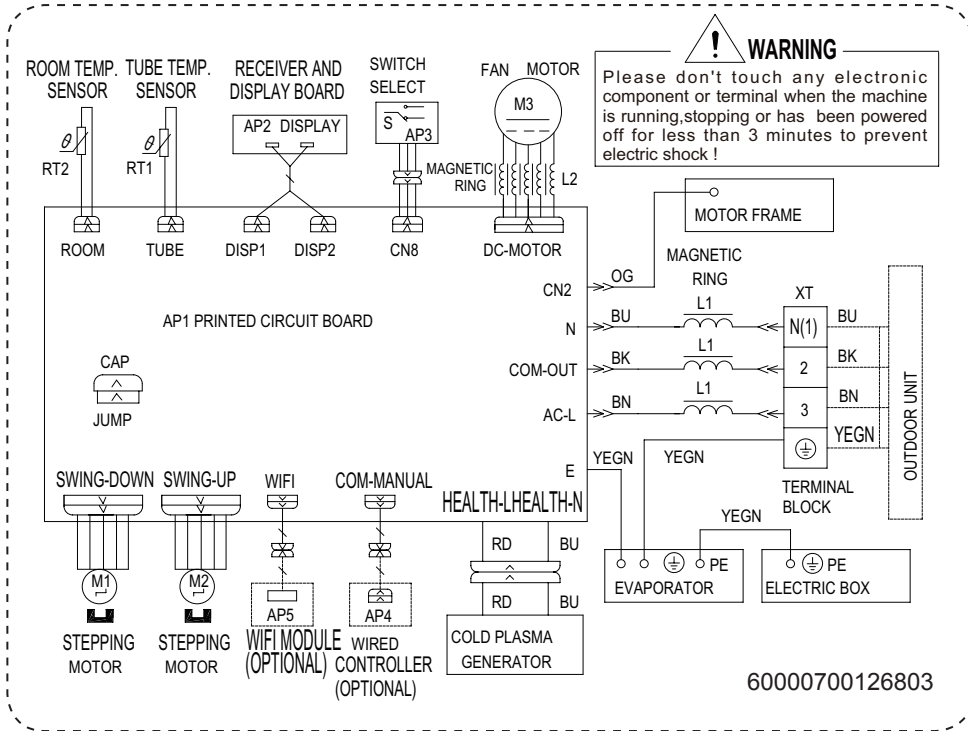 WARNING
Please don't touch any electronic
component or terminal when the machine
is running,stopping or has been powered
off for less than 3 minutes to prevent
electric shock !
ROOM TEMP.
SENSOR
TUBE TEMP.
SENSOR
RECEIVER AND
DISPLAY BOARD
SWITCH
SELECT
FAN MOTOR
θ
RT2
θ
RT1
AP2 DISPLAY
S
AP3
M3
MAGNETIC
RING
L2
ROOM
TUBE
DISP1
DISP2
CN8
DC-MOTOR
MOTOR FRAME
MAGNETIC
RING
AP1 PRINTED CIRCUIT BOARD
CN2
OG
XT
N
BU
L1
N(1)
BU
COM-OUT
BK
L1
2
BK
AC-L
BN
L1
3
BN
YEGN
OUTDOOR UNIT
CAP
JUMP
E
YEGN
YEGN
TERMINAL
BLOCK
YEGN
SWING-DOWN
SWING-UP
WIFI
COM-MANUAL
HEALTH-L
HEALTH-N
RD
BU
RD
BU
PE
EVAPORATOR
PE
ELECTRIC BOX
M1
M2
AP5
AP4
STEPPING
MOTOR
STEPPING
MOTOR
WIFI MODULE
(OPTIONAL)
WIRED
CONTROLLER
(OPTIONAL)
COLD PLASMA
GENERATOR
60000700126803